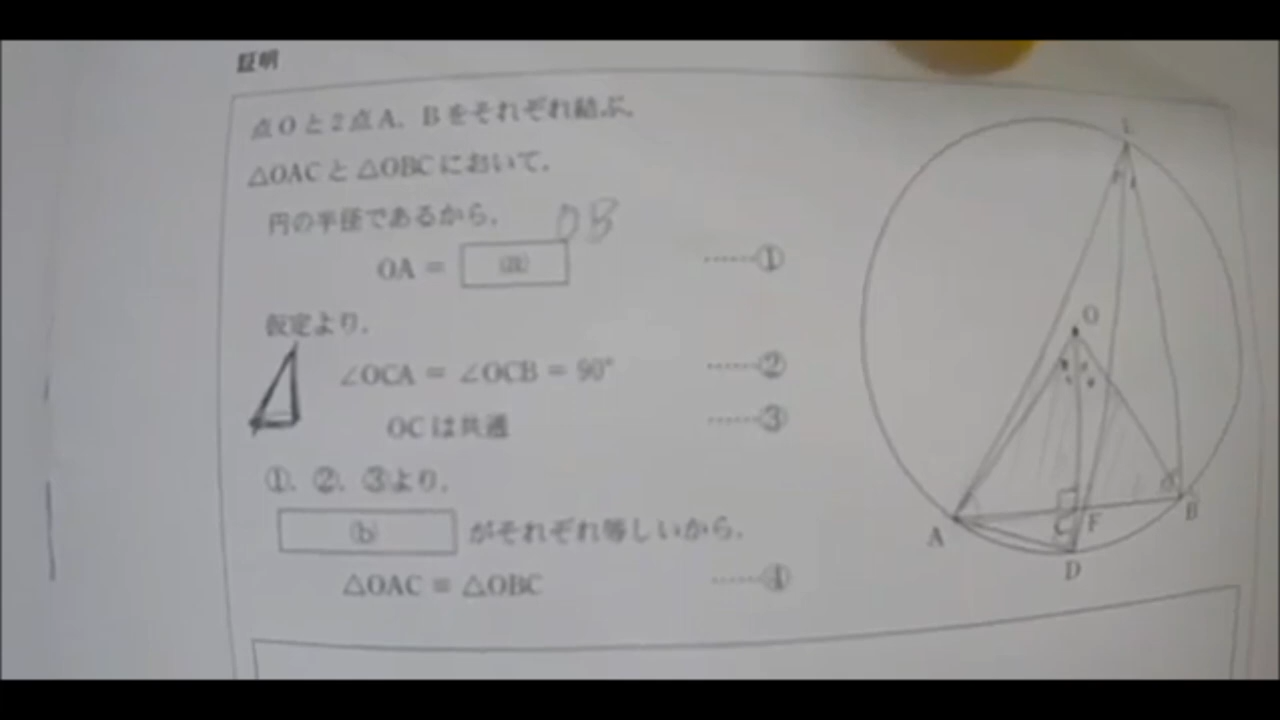 証明
点Oと2点A、Bをそれぞれ結ぶ。
△OACと△OBCにおいて、
円の半径であるから、
OB
OA = (a) ……①
仮定より、
∠OCA = ∠OCB = 90° ……②
OCは共通 ……③
①、②、③より、
(b) がそれぞれ等しいから、
△OAC ≡ △OBC ……④
O
A
C
F
B
D